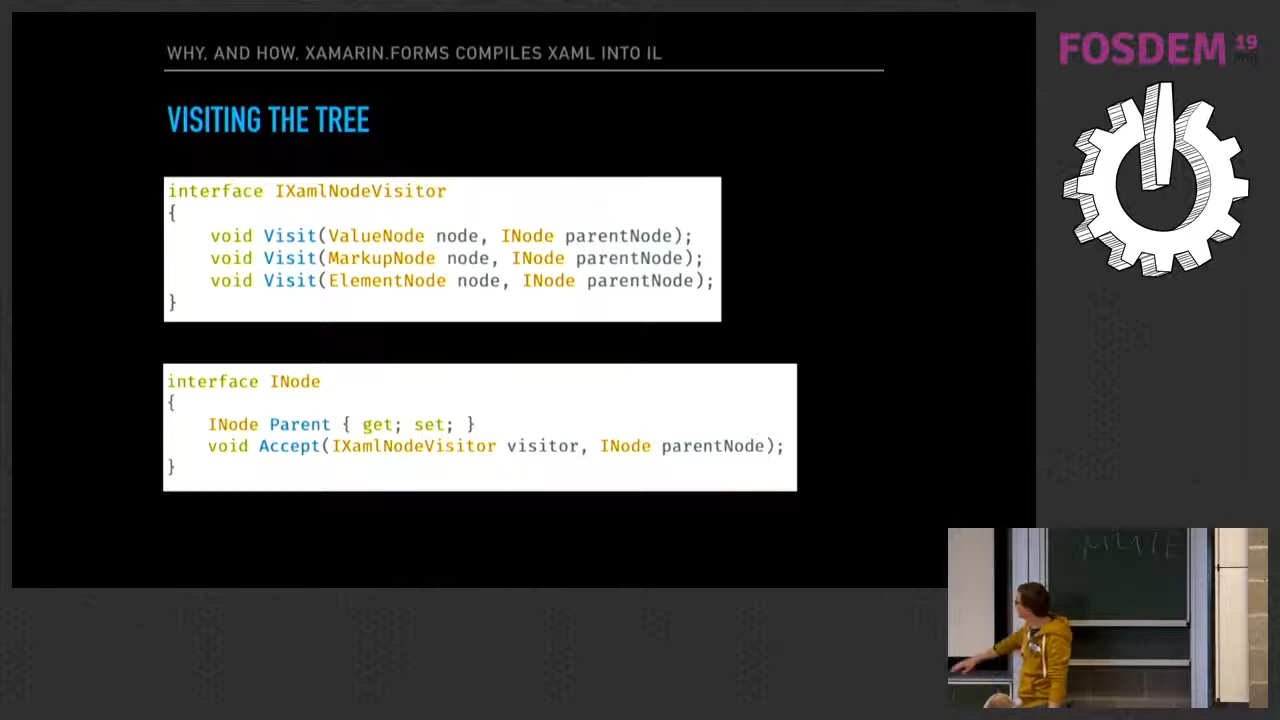 WHY, AND HOW, XAMARIN.FORMS COMPILES XAML INTO IL
VISITING THE TREE
interface IXamlNodeVisitor
{
    void Visit(ValueNode node, INode parentNode);
    void Visit(MarkupNode node, INode parentNode);
    void Visit(ElementNode node, INode parentNode);
}
interface INode
{
    INode Parent { get; set; }
    void Accept(IXamlNodeVisitor visitor, INode parentNode);
}
FOSDEM 19
.org